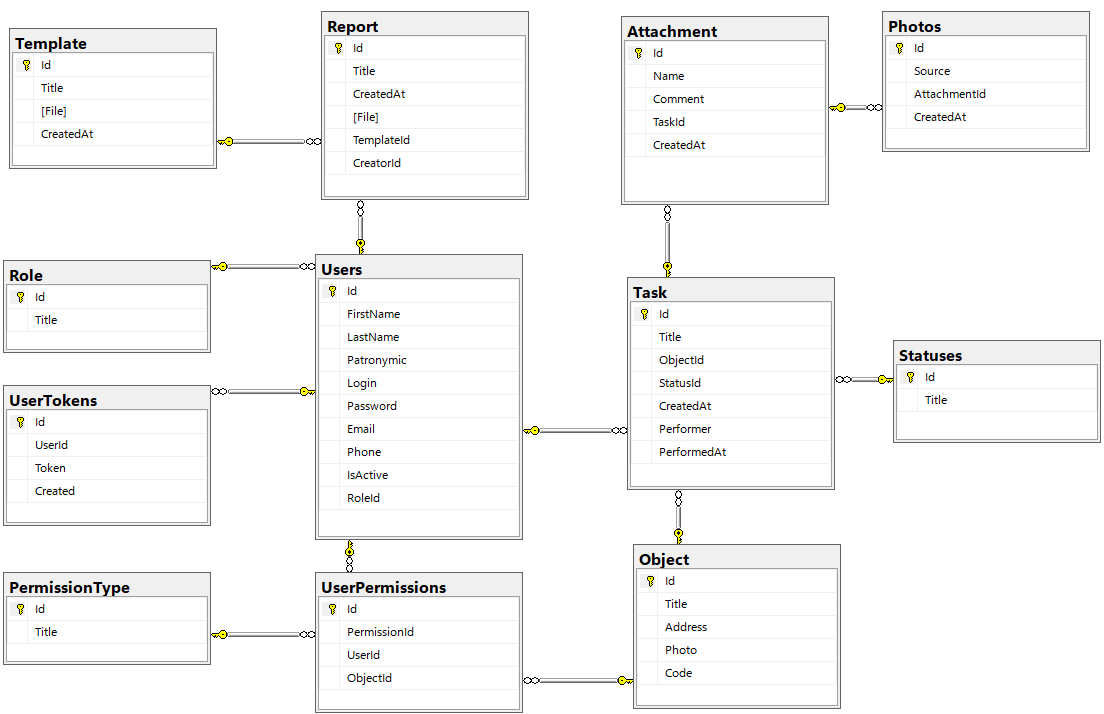 Template
Id
Title
[File]
CreatedAt
Report
Id
Title
CreatedAt
[File]
TemplateId
CreatorId
Attachment
Id
Name
Comment
TaskId
CreatedAt
Photos
Id
Source
AttachmentId
CreatedAt
Role
Id
Title
Users
Id
FirstName
LastName
Patronymic
Login
Password
Email
Phone
IsActive
RoleId
Task
Id
Title
ObjectId
StatusId
CreatedAt
Performer
PerformedAt
Statuses
Id
Title
UserTokens
Id
UserId
Token
Created
PermissionType
Id
Title
UserPermissions
Id
PermissionId
UserId
ObjectId
Object
Id
Title
Address
Photo
Code